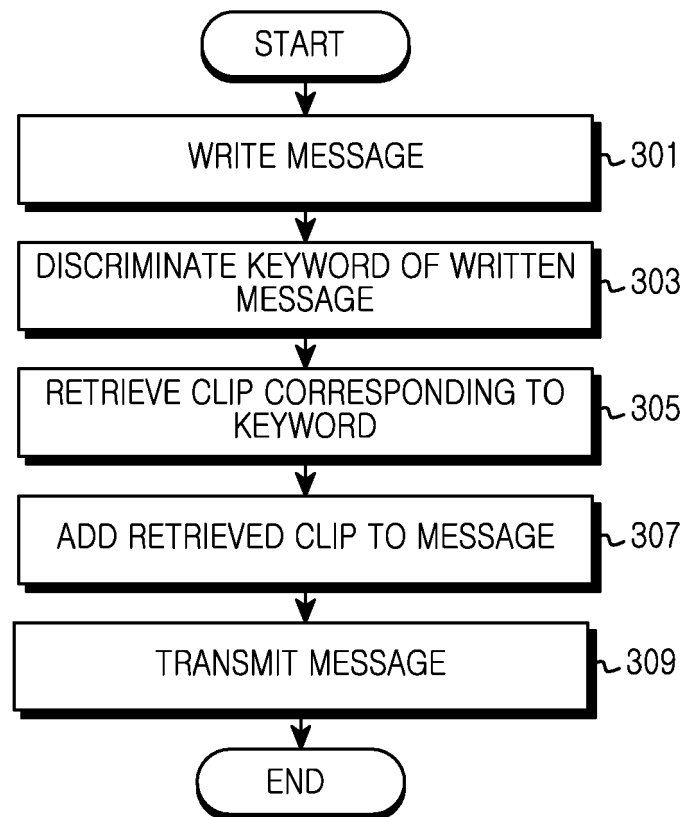 START
WRITE MESSAGE
301
DISCRIMINATE KEYWORD OF WRITTEN
MESSAGE
303
RETRIEVE CLIP CORRESPONDING TO
KEYWORD
305
ADD RETRIEVED CLIP TO MESSAGE
307
TRANSMIT MESSAGE
309
END